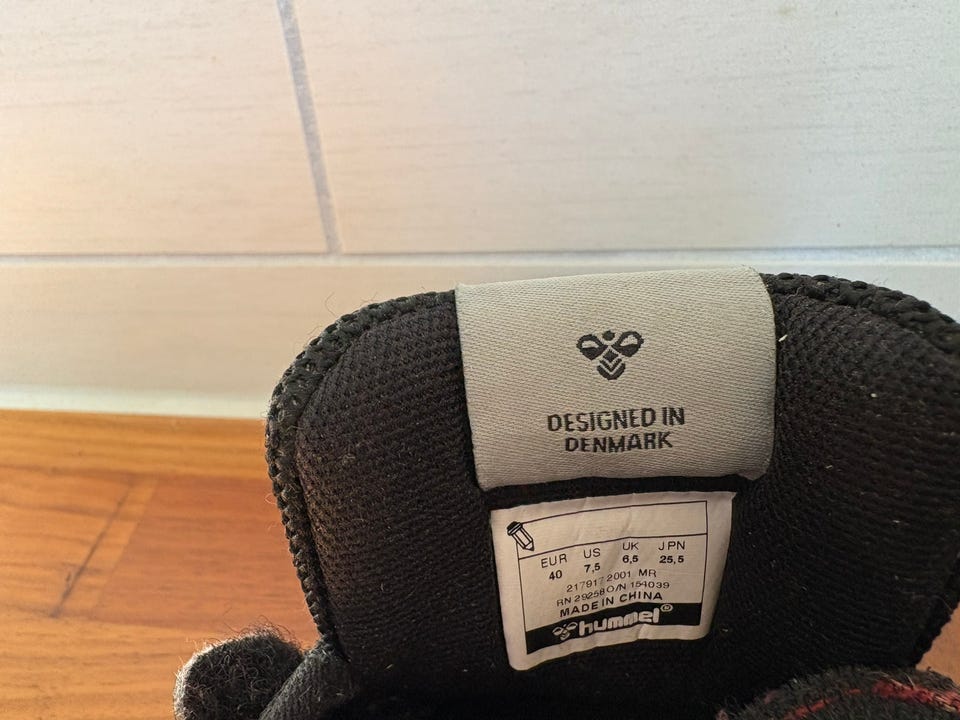 DESIGNED IN
DENMARK
EUR US UK JPN
40 7,5 6,5 25,5
217917 2001 MR
RN 29258 O/N 154039
MADE IN CHINA
hummel®